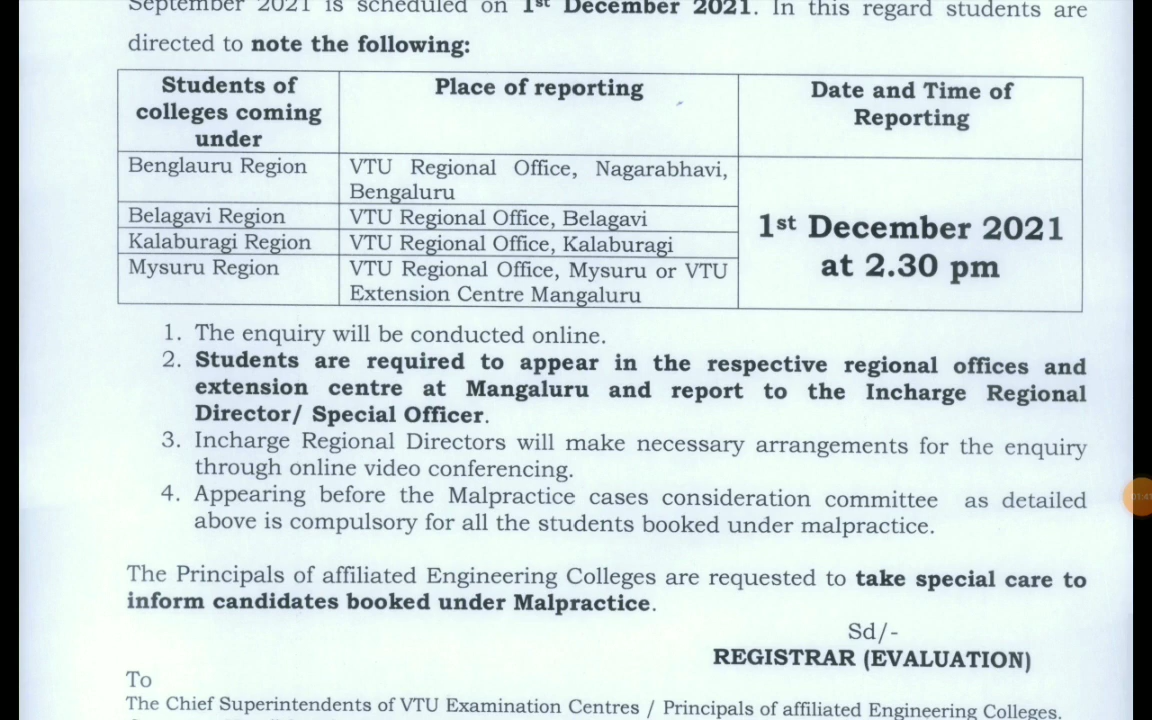 September 2021 is scheduled on 1st December 2021. In this regard students are
directed to note the following:
Students of
colleges coming
under
Place of reporting
Date and Time of
Reporting
Benglauru Region
VTU Regional Office, Nagarabhavi,
Bengaluru
Belagavi Region
VTU Regional Office, Belagavi
Kalaburagi Region
VTU Regional Office, Kalaburagi
Mysuru Region
VTU Regional Office, Mysuru or VTU
Extension Centre Mangaluru
1st December 2021
at 2.30 pm
1. The enquiry will be conducted online.
2. Students are required to appear in the respective regional offices and
extension centre at Mangaluru and report to the Incharge Regional
Director/ Special Officer.
3. Incharge Regional Directors will make necessary arrangements for the enquiry
through online video conferencing.
4. Appearing before the Malpractice cases consideration committee as detailed
above is compulsory for all the students booked under malpractice.
The Principals of affiliated Engineering Colleges are requested to take special care to
inform candidates booked under Malpractice.
Sd/-
REGISTRAR (EVALUATION)
To
The Chief Superintendents of VTU Examination Centres / Principals of affiliated Engineering Colleges.
01:41